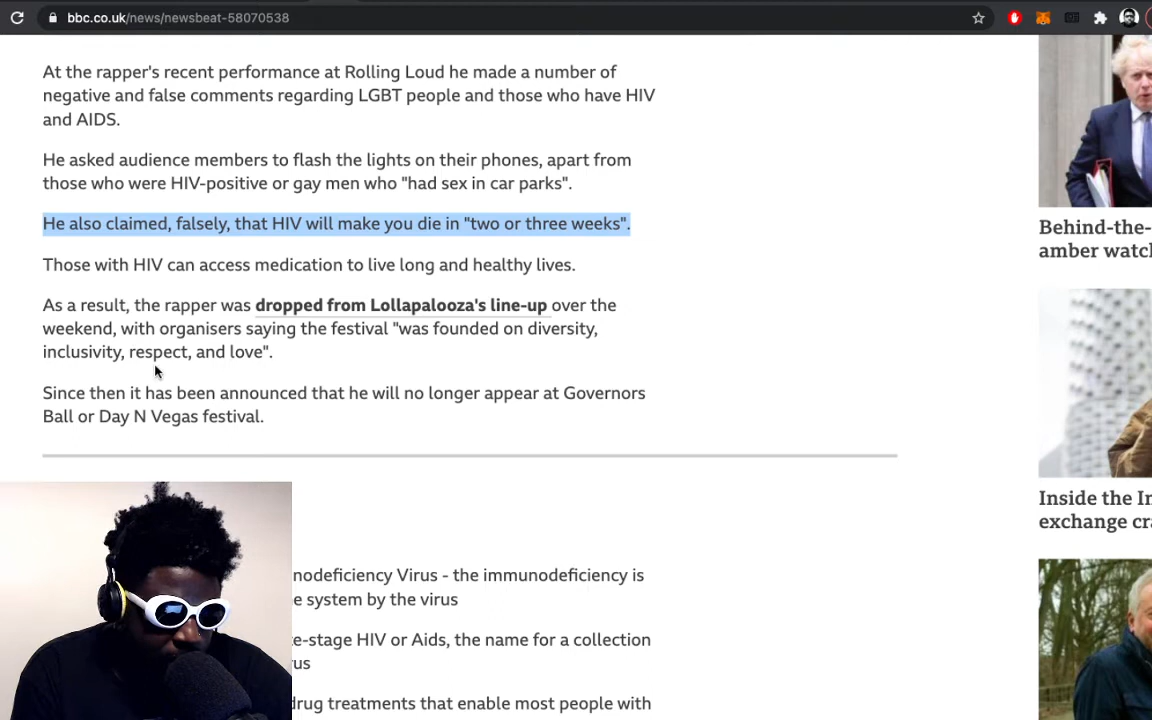 bbc.co.uk/news/newsbeat-58070538
At the rapper's recent performance at Rolling Loud he made a number of
negative and false comments regarding LGBT people and those who have HIV
and AIDS.
He asked audience members to flash the lights on their phones, apart from
those who were HIV-positive or gay men who "had sex in car parks".
He also claimed, falsely, that HIV will make you die in "two or three weeks".
Those with HIV can access medication to live long and healthy lives.
As a result, the rapper was dropped from Lollapalooza's line-up over the
weekend, with organisers saying the festival "was founded on diversity,
inclusivity, respect, and love".
Since then it has been announced that he will no longer appear at Governors
Ball or Day N Vegas festival.
Behind-the-
amber watc
Inside the
exchange
Virus - the immunodeficiency is
system by the virus
HIV or Aids, the name for a collection
drug treatments that enable most people with